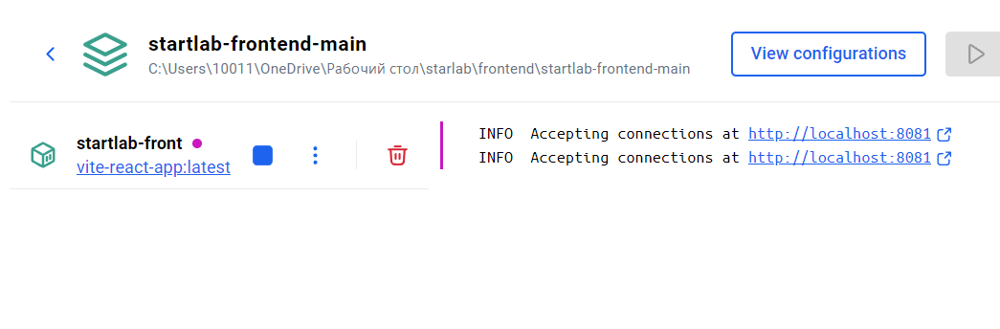 startlab-frontend-main
C:\Users\10011\OneDrive\Рабочий стол\starlab\frontend\startlab-frontend-main
View configurations
startlab-front
vite-react-app:latest
INFO  Accepting connections at http://localhost:8081
INFO  Accepting connections at http://localhost:8081